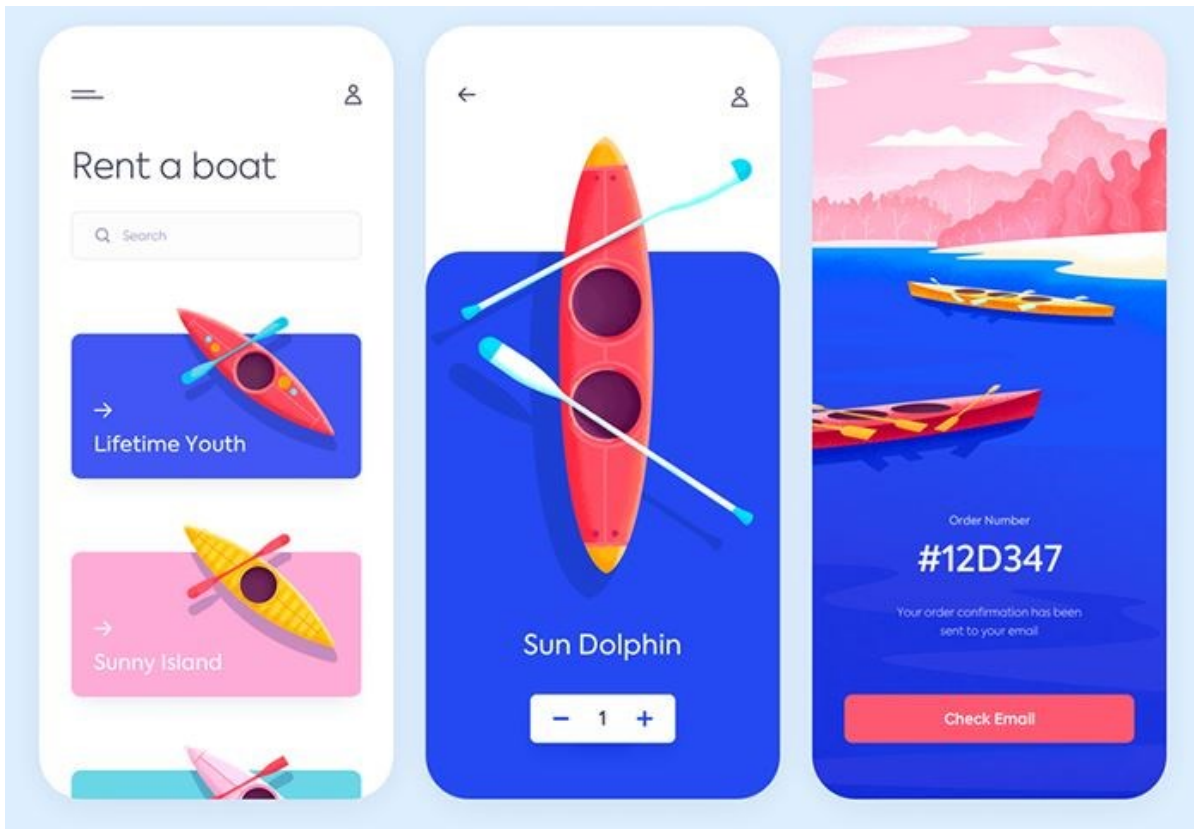 Rent a boat
Search
Lifetime Youth
Sunny Island
Sun Dolphin
− 1 +
Order Number
#12D347
Your order confirmation has been
sent to your email
Check Email